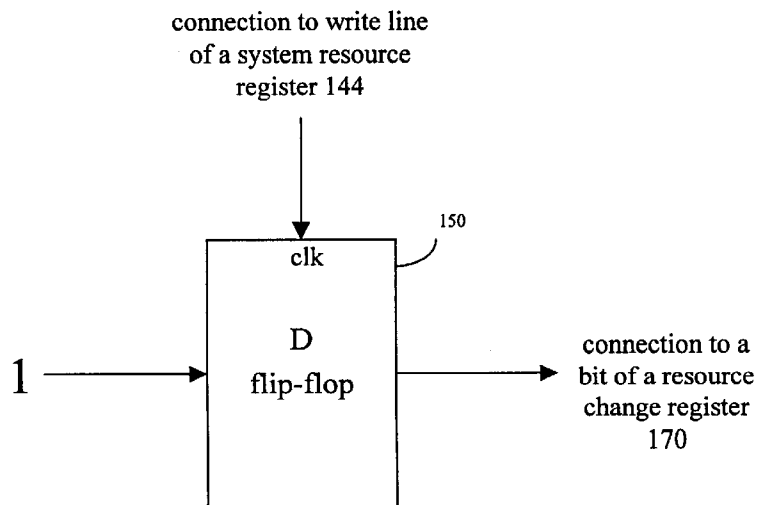 connection to write line
of a system resource
register 144
150
clk
D
flip-flop
1
connection to a
bit of a resource
change register
170